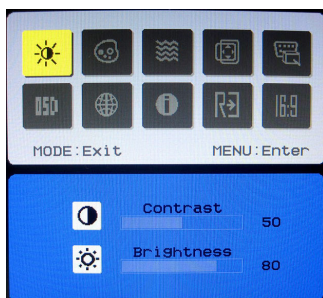 OSD
R
16:9
MODE:Exit
MENU:Enter
Contrast
50
Brightness
80